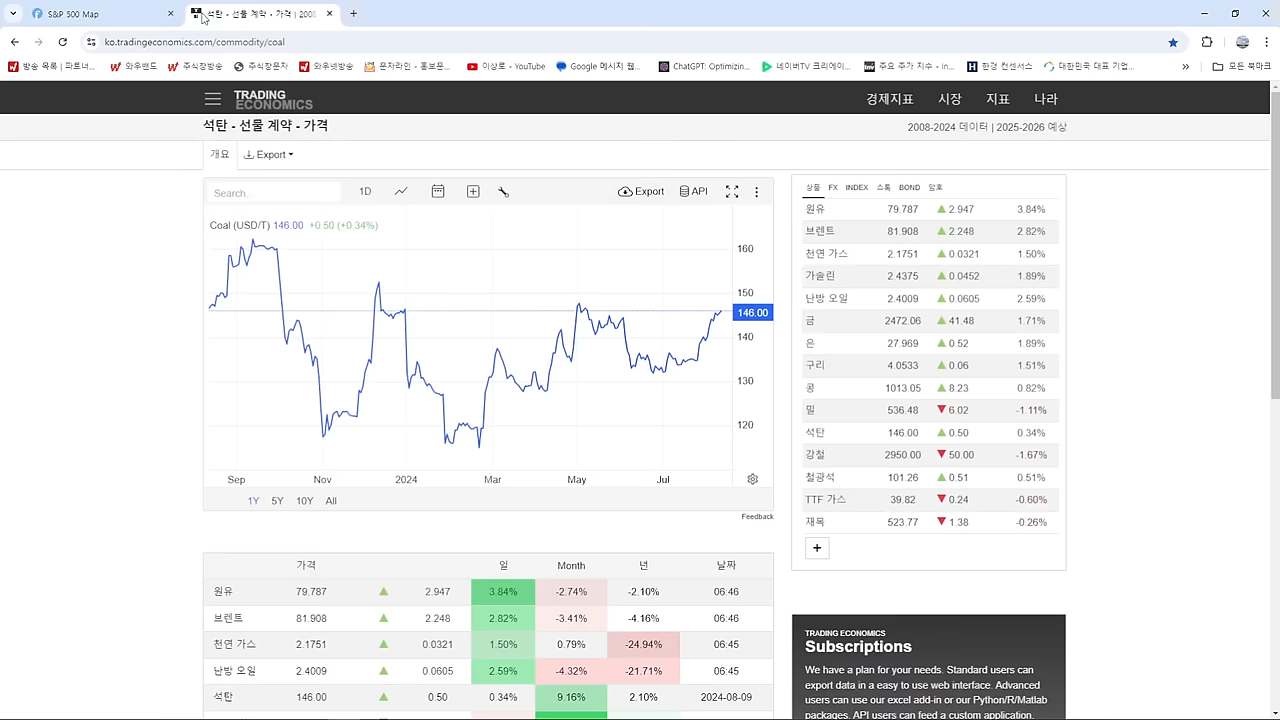 S&P 500 Map
석탄 - 선물 계약 - 가격 | 2008
ko.tradingeconomics.com/commodity/coal
방송 목록 | 파트너... 와우밴드 주식장방송 주식장문자 와우넷방송 문자라인 - 홍보도... 이상로 - YouTube Google 메시지 웹... ChatGPT: Optimizin... 네이버TV 크리에이... 주요 주가 지수 - In... 한경 컨센서스 대한민국 대표 기업... » 모든 북마크
TRADING
ECONOMICS
경제지표 시장 지표 나라
석탄 - 선물 계약 - 가격
2008-2024 데이터 | 2025-2026 예상
개요 Export
Search... 1D Export API
Coal (USD/T) 146.00 +0.50 (+0.34%)
160
150
146.00
140
130
120
Sep Nov 2024 Mar May Jul
1Y 5Y 10Y All
Feedback
상품 FX INDEX 스톡 BOND 암호
원유 79.787 2.947 3.84%
브렌트 81.908 2.248 2.82%
천연 가스 2.1751 0.0321 1.50%
가솔린 2.4375 0.0452 1.89%
난방 오일 2.4009 0.0605 2.59%
금 2472.06 41.48 1.71%
은 27.969 0.52 1.89%
구리 4.0533 0.06 1.51%
콩 1013.05 8.23 0.82%
밀 536.48 6.02 -1.11%
석탄 146.00 0.50 0.34%
강철 2950.00 50.00 -1.67%
철광석 101.26 0.51 0.51%
TTF 가스 39.82 0.24 -0.60%
재목 523.77 1.38 -0.26%
+
가격 일 Month 년 날짜
원유 79.787 2.947 3.84% -2.74% -2.10% 06:46
브렌트 81.908 2.248 2.82% -3.41% -4.16% 06:46
천연 가스 2.1751 0.0321 1.50% 0.79% -24.94% 06:45
난방 오일 2.4009 0.0605 2.59% -4.32% -21.71% 06:45
석탄 146.00 0.50 0.34% 9.16% 2.10% 2024-08-09
TRADING ECONOMICS
Subscriptions
We have a plan for your needs. Standard users can
export data in a easy to use web interface. Advanced
users can use our excel add-in or our Python/R/Matlab
packages. API users can feed a custom application.